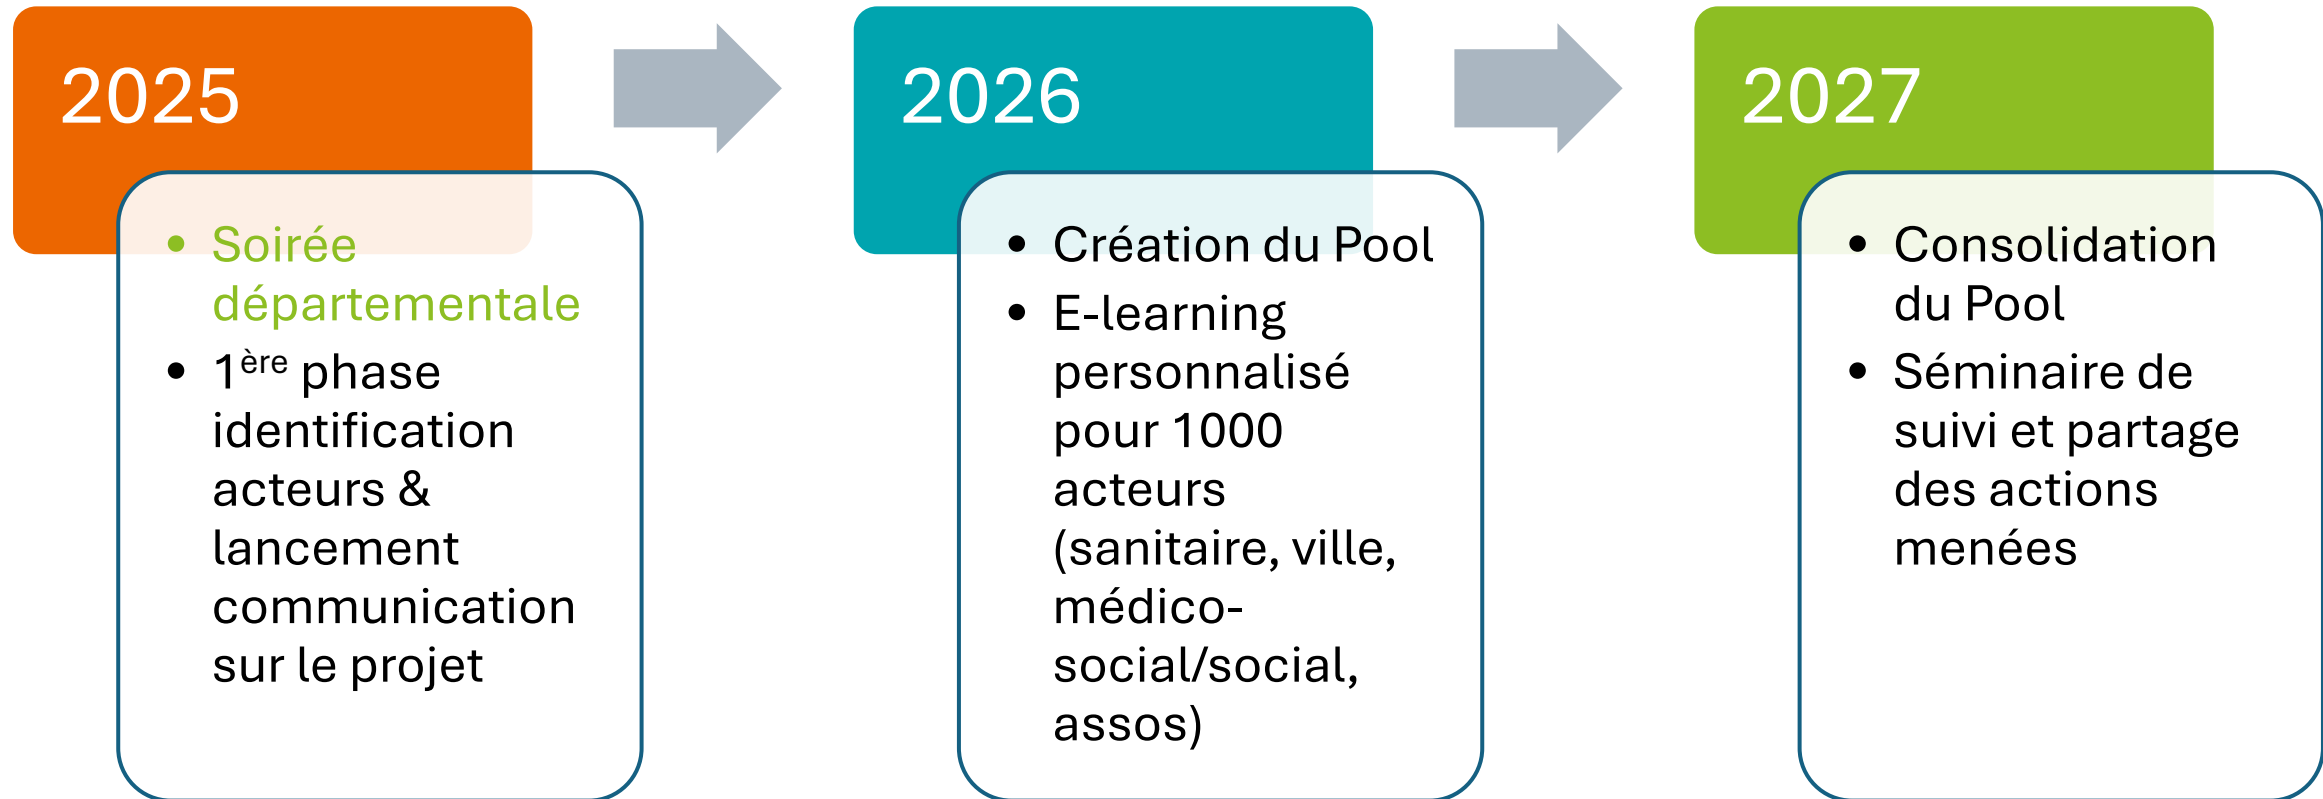 2025
• Soirée
départementale
• 1ère phase
identification
acteurs &
lancement
communication
sur le projet
2026
• Création du Pool
• E-learning
personnalisé
pour 1000
acteurs
(sanitaire, ville,
médico-
social/social,
assos)
2027
• Consolidation
du Pool
• Séminaire de
suivi et partage
des actions
menées